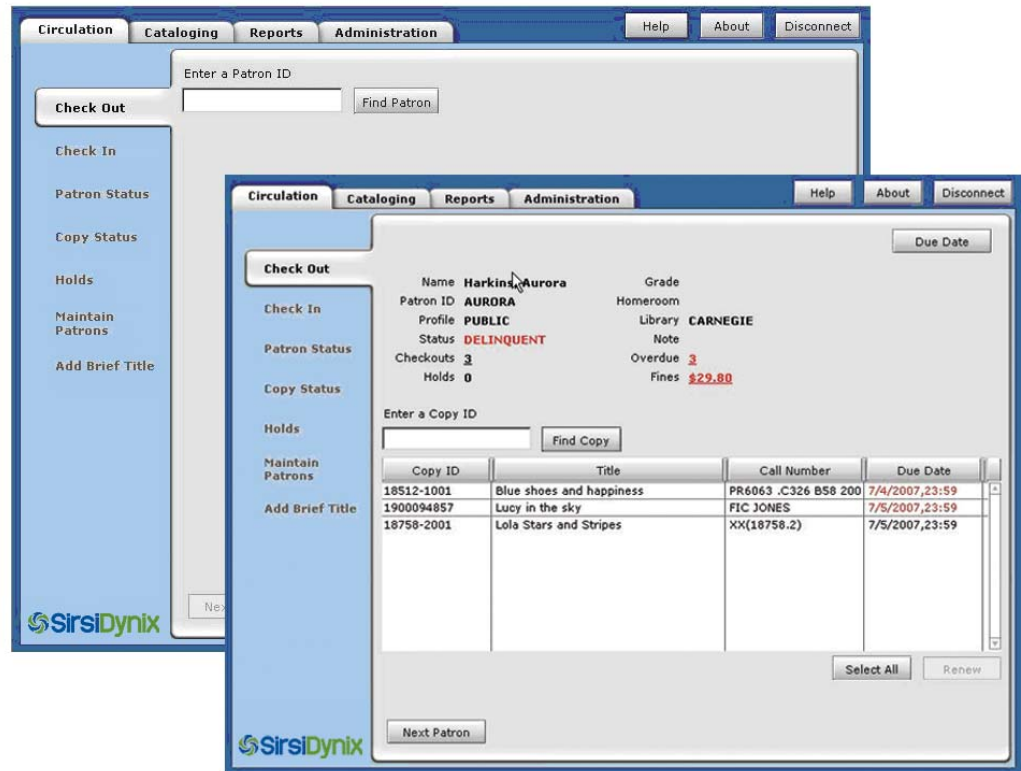 Circulation Cataloging Reports Administration Help About Disconnect
Enter a Patron ID
Find Patron
Check Out
Check In
Patron Status
Copy Status
Holds
Maintain
Patrons
Add Brief Title
SirsiDynix
Circulation Cataloging Reports Administration Help About Disconnect
Due Date
Check Out
Check In
Patron Status
Copy Status
Holds
Maintain
Patrons
Add Brief Title
Name Harkins, Aurora Grade
Patron ID AURORA Homeroom
Profile PUBLIC Library CARNEGIE
Status DELINQUENT Note
Checkouts 3 Overdue 3
Holds 0 Fines $29.80
Enter a Copy ID
Find Copy
Copy ID Title Call Number Due Date
18512-1001 Blue shoes and happiness PR6063 .C326 B58 200 7/4/2007,23:59
1900094857 Lucy in the sky FIC JONES 7/5/2007,23:59
18758-2001 Lola Stars and Stripes XX(18758.2) 7/5/2007,23:59
Select All Renew
Next Patron
SirsiDynix